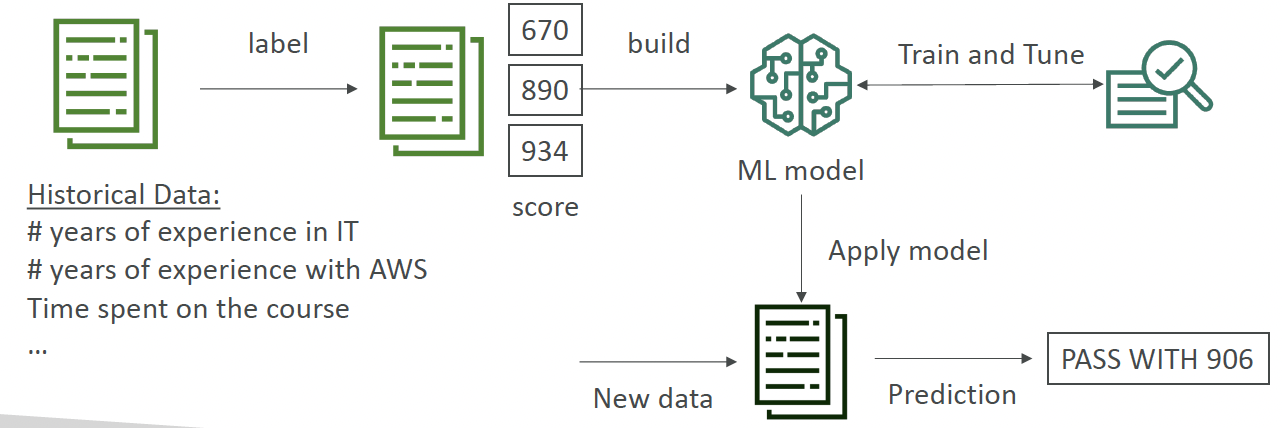 label
670
890
934
score
build
Train and Tune
ML model
Historical Data:
# years of experience in IT
# years of experience with AWS
Time spent on the course
...
Apply model
New data
Prediction
PASS WITH 906